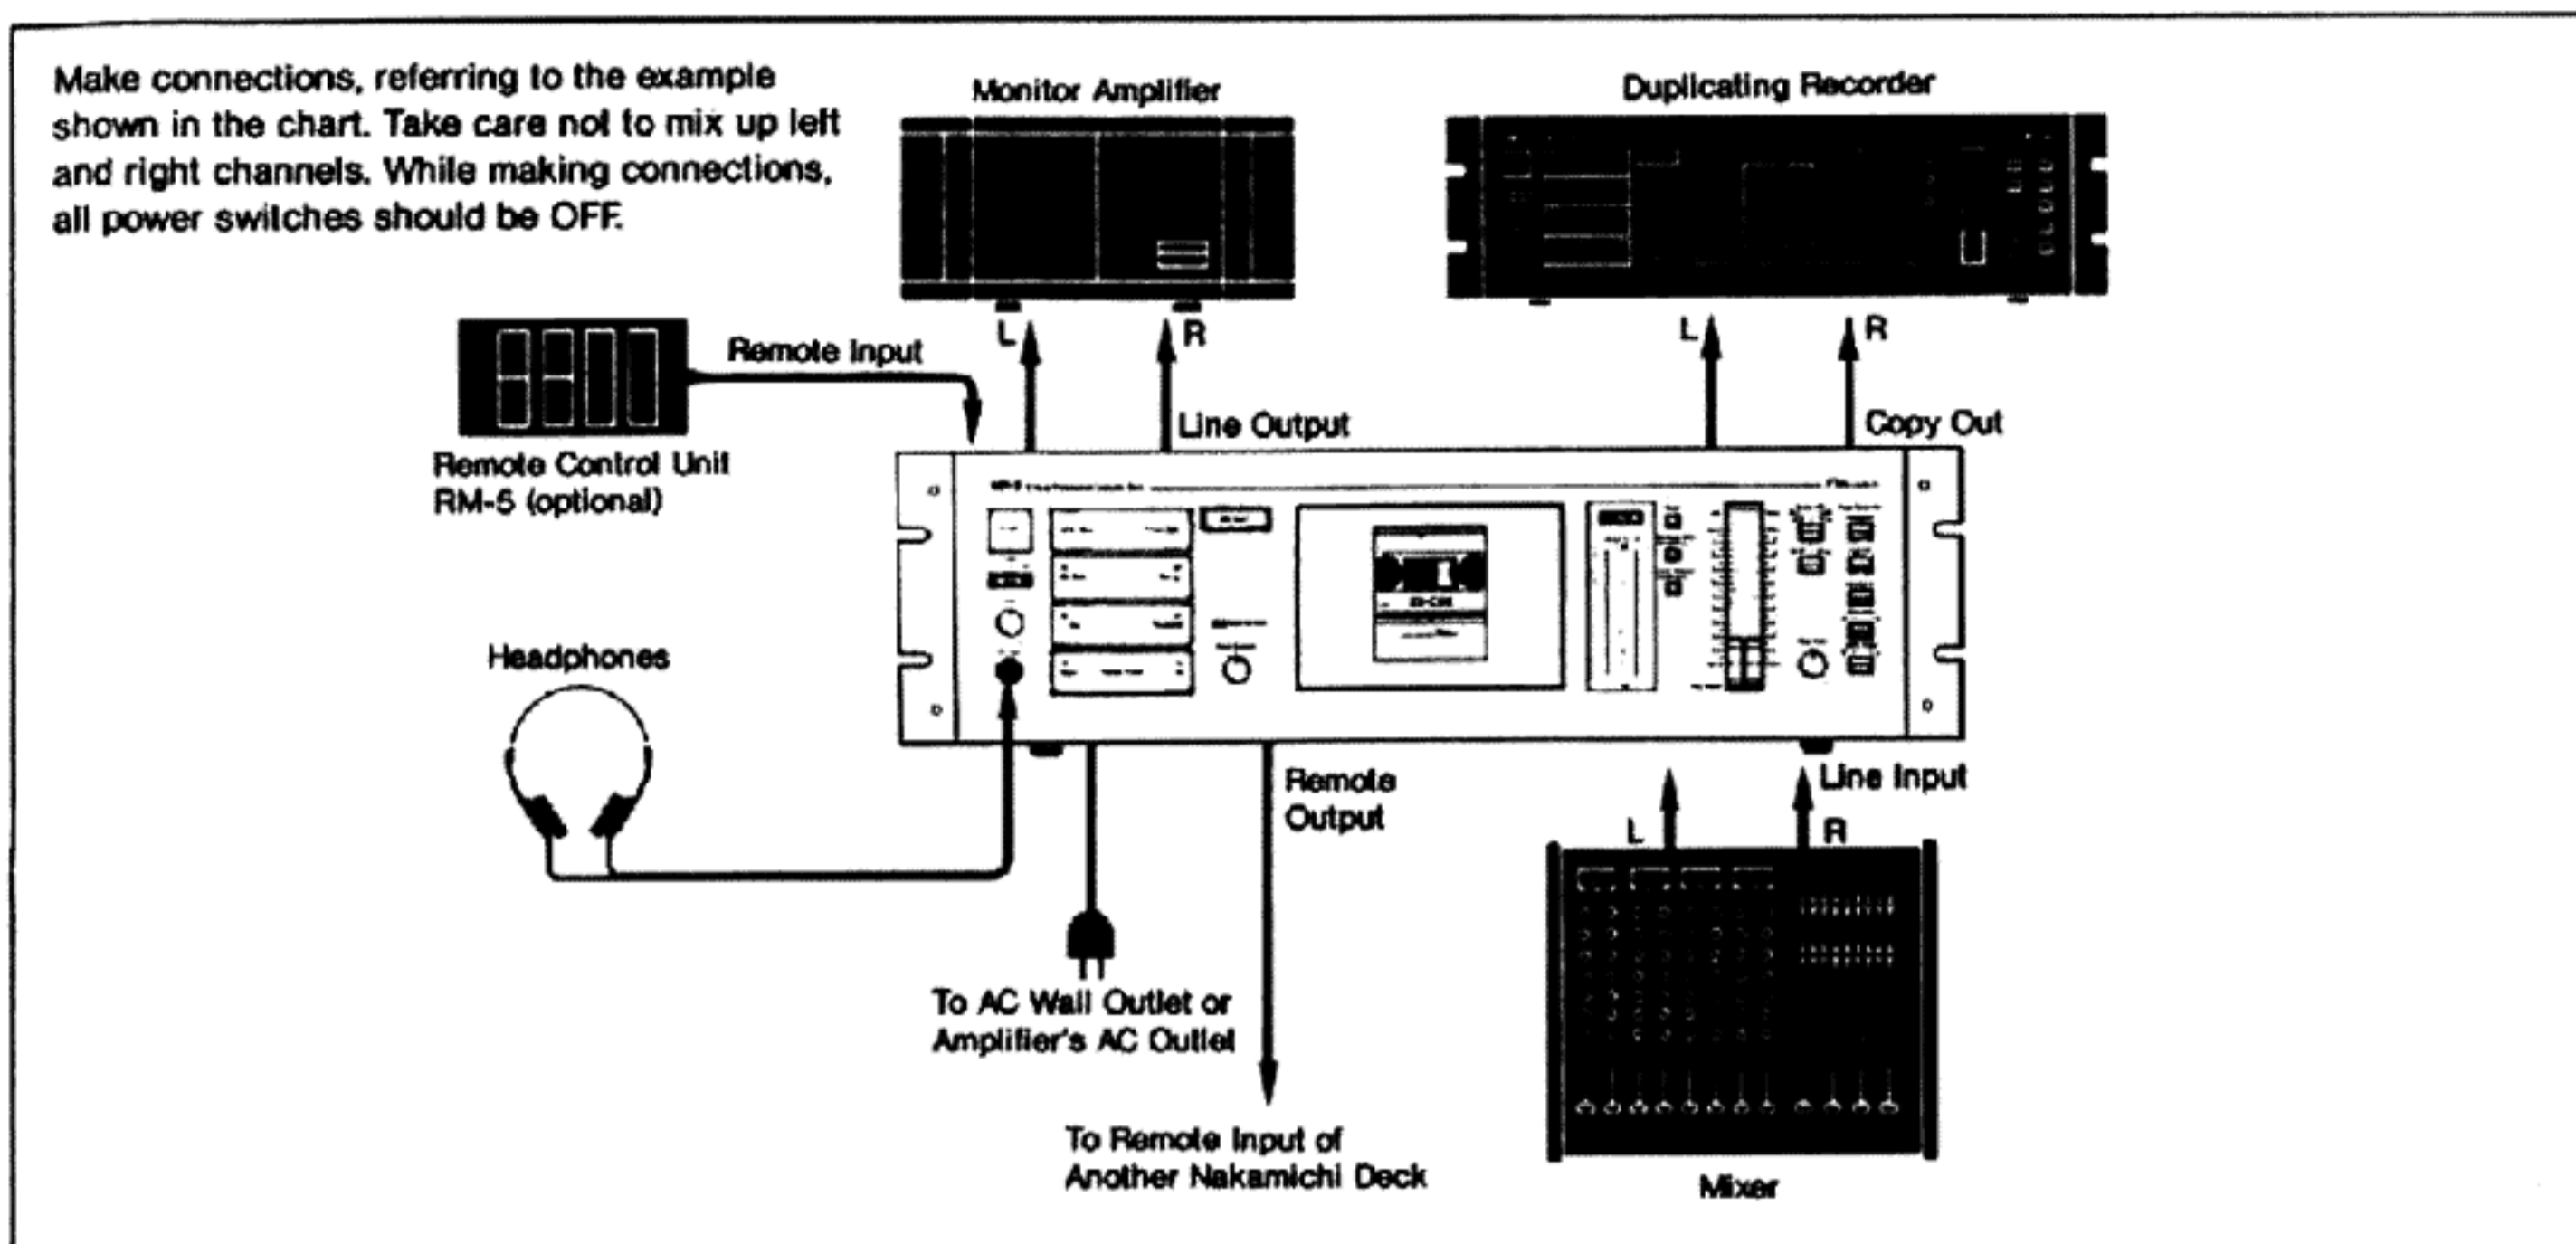 Make connections, referring to the example
shown in the chart. Take care not to mix up left
and right channels. While making connections,
all power switches should be OFF.
Monitor Amplifier
Duplicating Recorder
L
R
L
R
Remote Input
Line Output
Copy Out
Remote Control Unit
RM-5 (optional)
Headphones
Remote
Output
Line Input
L
R
To AC Wall Outlet or
Amplifier's AC Outlet
To Remote Input of
Another Nakamichi Deck
Mixer